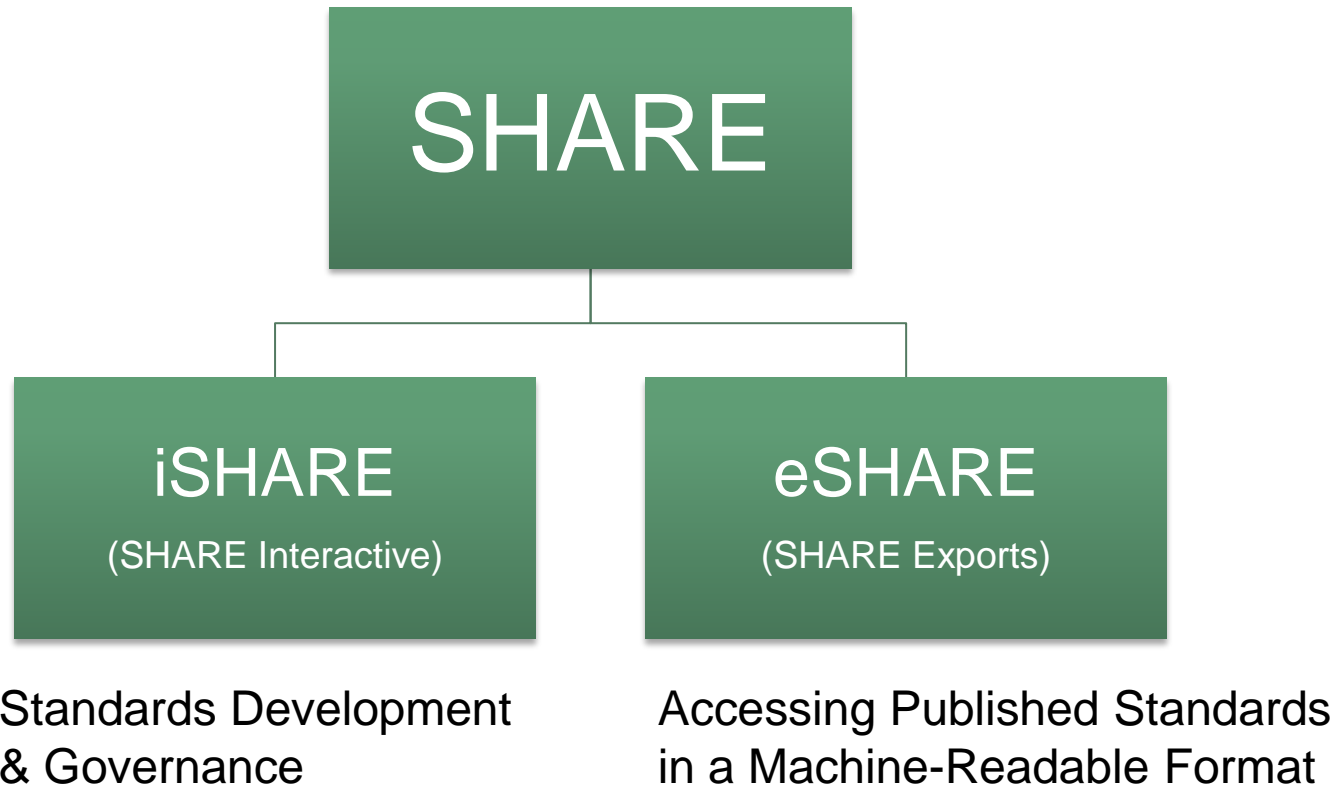 SHARE
iSHARE
(SHARE Interactive)
eSHARE
(SHARE Exports)
Standards Development
& Governance
Accessing Published Standards
in a Machine-Readable Format